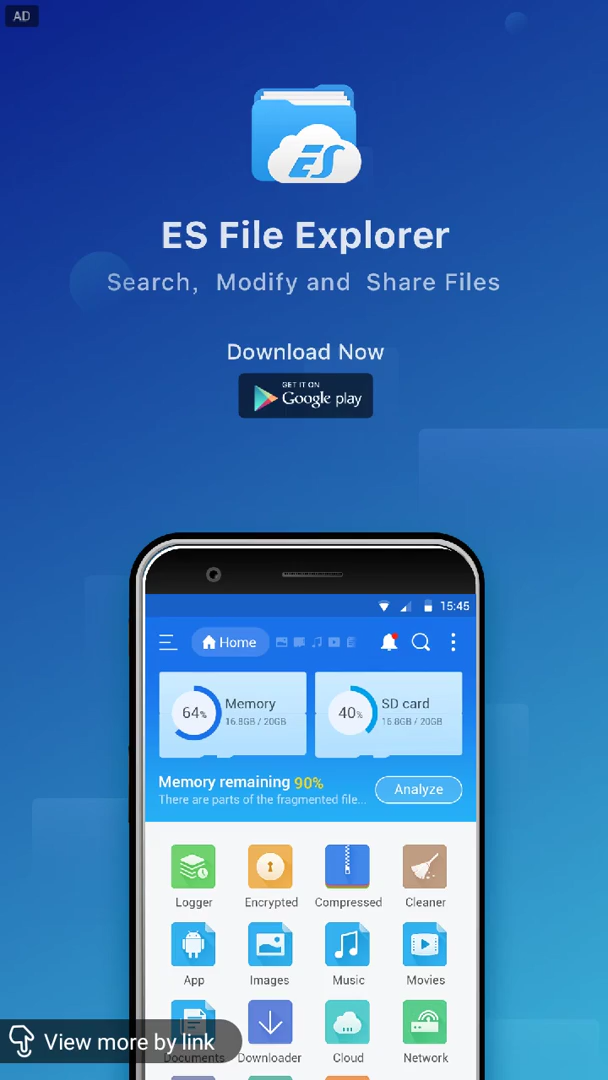 AD
ES
ES File Explorer
Search, Modify and Share Files
Download Now
GET IT ON
Google play
15:45
Home
64%
Memory
16.8GB / 20GB
40%
SD card
16.8GB / 20GB
Memory remaining 90%
There are parts of the fragmented file...
Analyze
Logger Encrypted Compressed Cleaner
App Images Music Movies
Documents Downloader Cloud Network
View more by link